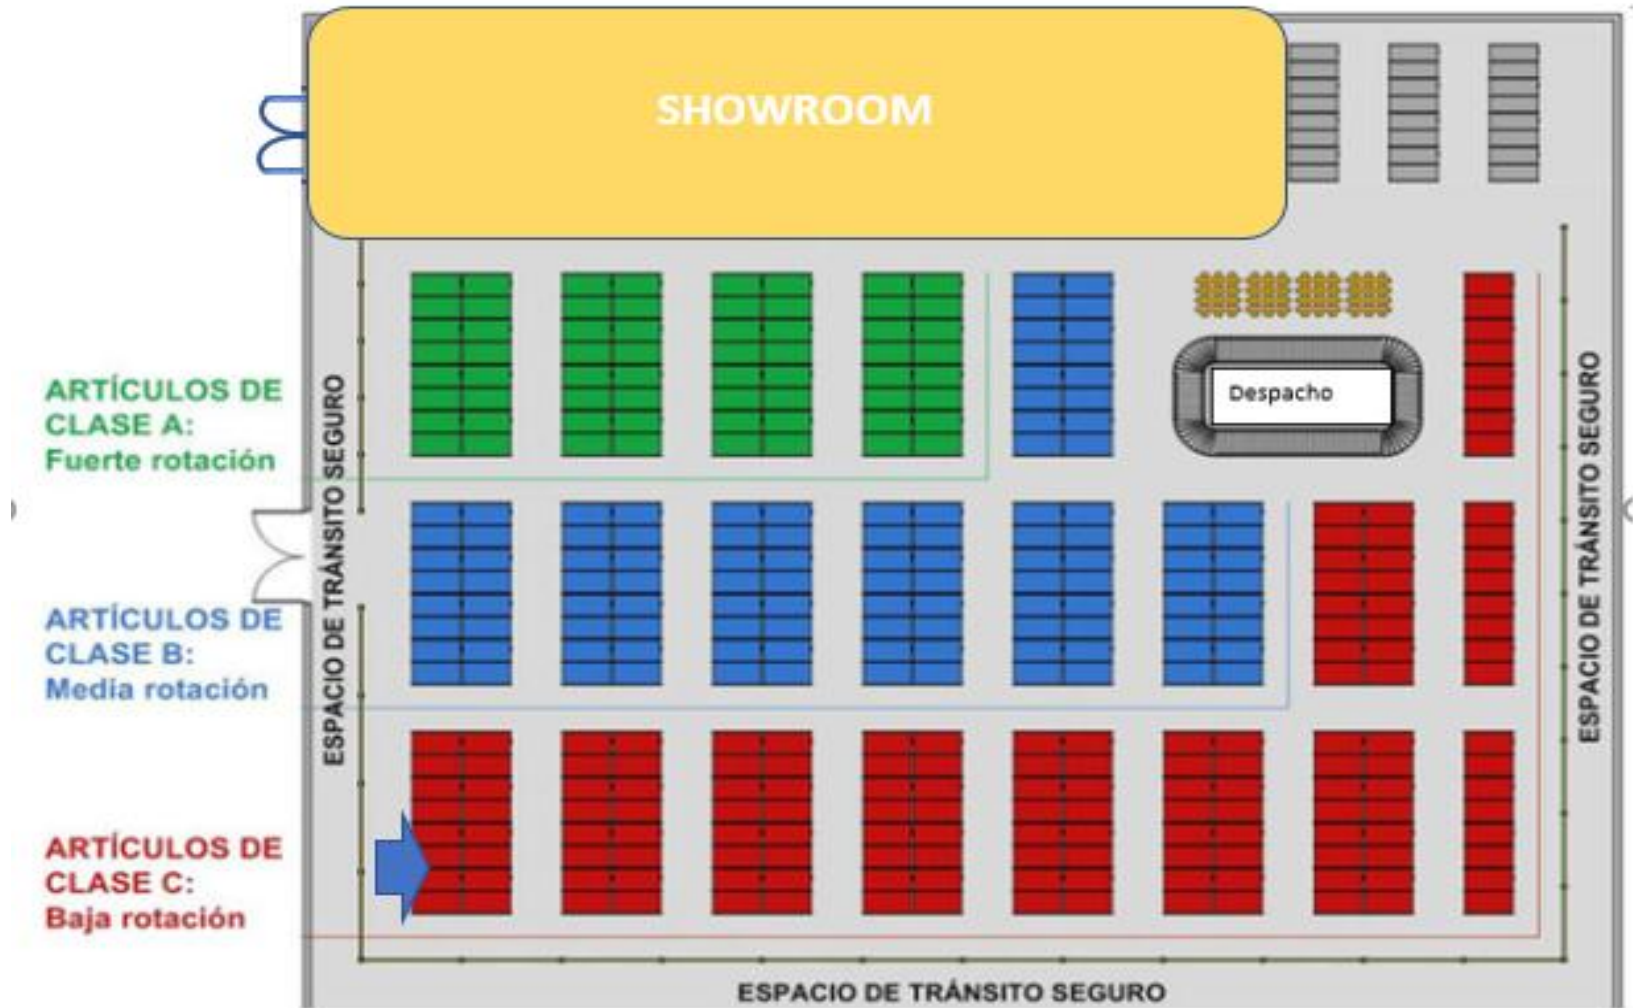 SHOWROOM
ARTÍCULOS DE
CLASE A:
Fuerte rotación
ESPACIO DE TRÁNSITO SEGURO
Despacho
ESPACIO DE TRÁNSITO SEGURO
ARTÍCULOS DE
CLASE B:
Media rotación
ARTÍCULOS DE
CLASE C:
Baja rotación
ESPACIO DE TRÁNSITO SEGURO